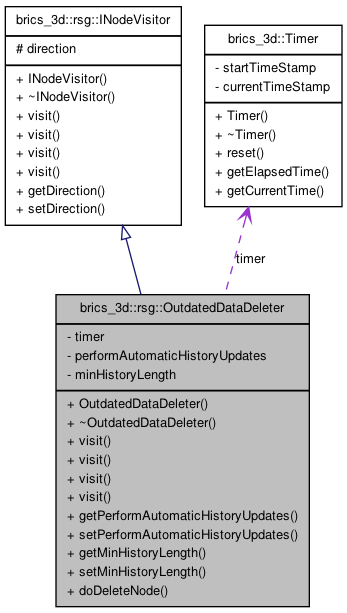 brics_3d::rsg::INodeVisitor
# direction
+ INodeVisitor()
+ ~INodeVisitor()
+ visit()
+ visit()
+ visit()
+ visit()
+ getDirection()
+ setDirection()
brics_3d::Timer
- startTimeStamp
- currentTimeStamp
+ Timer()
+ ~Timer()
+ reset()
+ getElapsedTime()
+ getCurrentTime()
timer
brics_3d::rsg::OutdatedDataDeleter
- timer
- performAutomaticHistoryUpdates
- minHistoryLength
+ OutdatedDataDeleter()
+ ~OutdatedDataDeleter()
+ visit()
+ visit()
+ visit()
+ visit()
+ getPerformAutomaticHistoryUpdates()
+ setPerformAutomaticHistoryUpdates()
+ getMinHistoryLength()
+ setMinHistoryLength()
+ doDeleteNode()